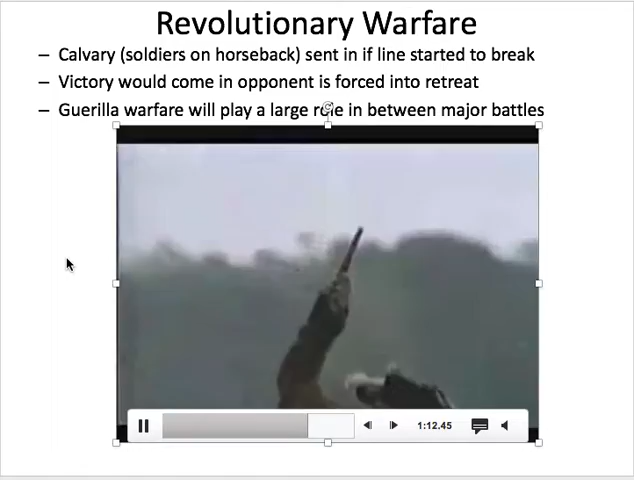 Revolutionary Warfare
– Calvary (soldiers on horseback) sent in if line started to break
– Victory would come in opponent is forced into retreat
– Guerilla warfare will play a large role in between major battles
1:12.45